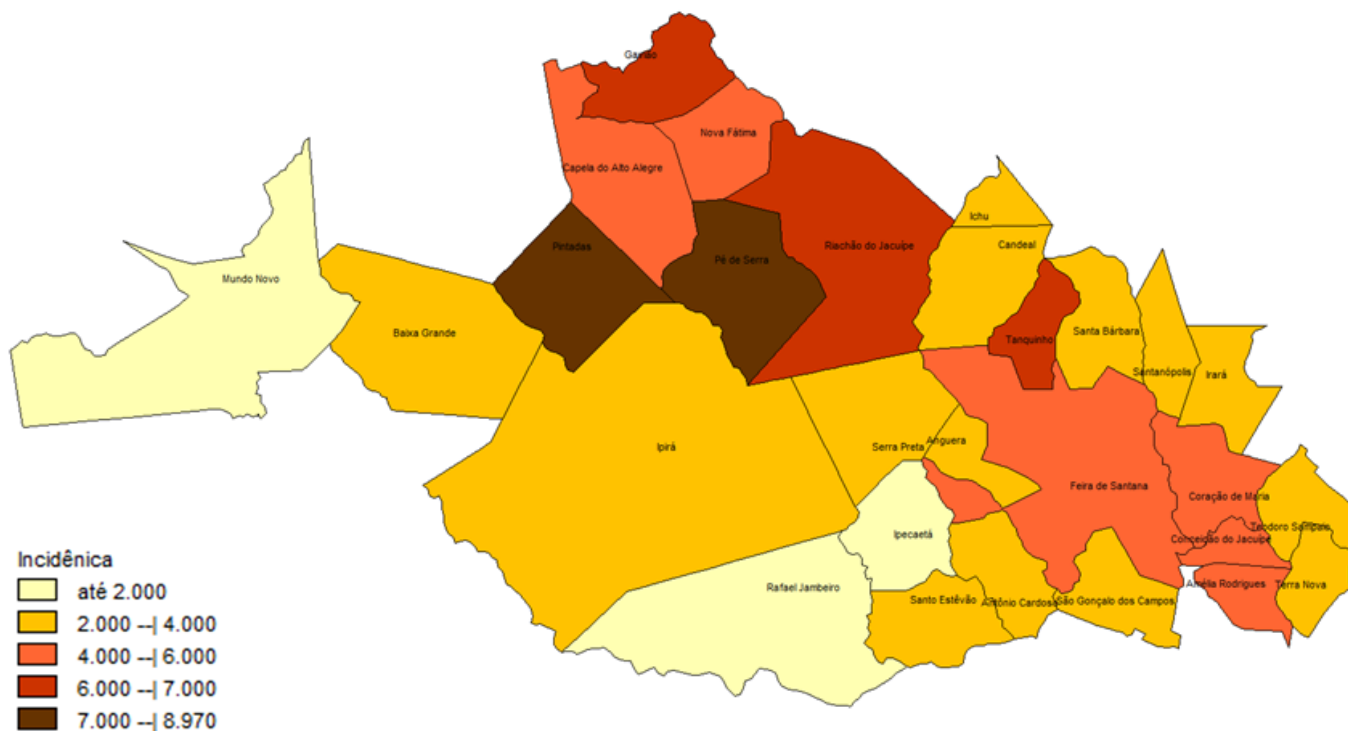 Gavião
Nova Fátima
Capela do Alto Alegre
Ichu
Pintadas
Riachão do Jacuípe
Candeal
Pé de Serra
Mundo Novo
Baixa Grande
Tanquinho
Santa Bárbara
Santanópolis
Irará
Ipirá
Serra Preta
Anguera
Feira de Santana
Coração de Maria
Teodoro Sampaio
Ipecaetá
Conceição do Jacuípe
Rafael Jambeiro
Amélia Rodrigues
Terra Nova
Santo Estêvão
Antônio Cardoso
São Gonçalo dos Campos
Incidênica
até 2.000
2.000 --| 4.000
4.000 --| 6.000
6.000 --| 7.000
7.000 --| 8.970